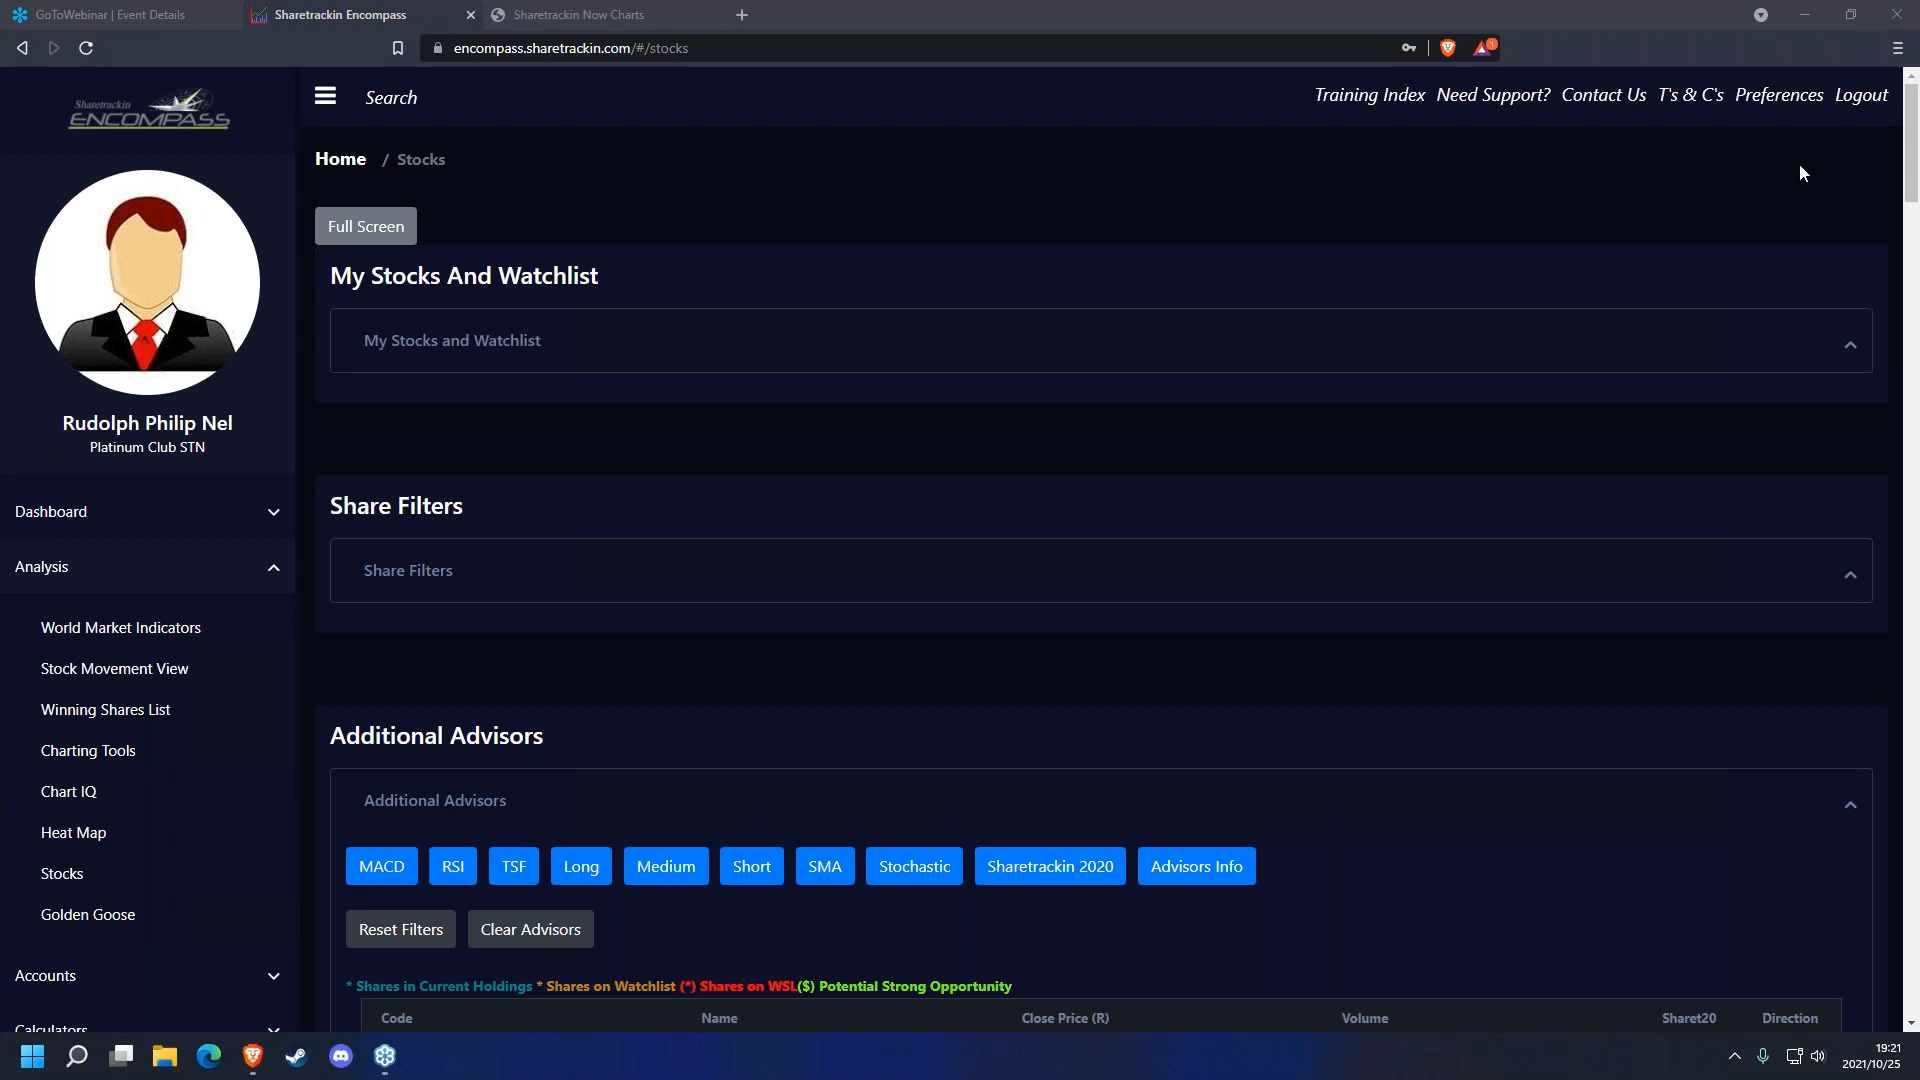 GoToWebinar | Event Details
Sharetrackin Encompass
Sharetrackin Now Charts
encompass.sharetrackin.com/#/stocks
1
Sharetrackin
ENCOMPASS
Search
Training Index Need Support? Contact Us T's & C's Preferences Logout
Home / Stocks
Full Screen
My Stocks And Watchlist
My Stocks and Watchlist
Rudolph Philip Nel
Platinum Club STN
Share Filters
Share Filters
Dashboard
Analysis
World Market Indicators
Stock Movement View
Winning Shares List
Charting Tools
Chart IQ
Heat Map
Stocks
Golden Goose
Accounts
Calculators
Additional Advisors
Additional Advisors
MACD RSI TSF Long Medium Short SMA Stochastic Sharetrackin 2020 Advisors Info
Reset Filters Clear Advisors
* Shares in Current Holdings * Shares on Watchlist (*) Shares on WSL($) Potential Strong Opportunity
Code Name Close Price (R) Volume Sharet20 Direction
19:21
2021/10/25